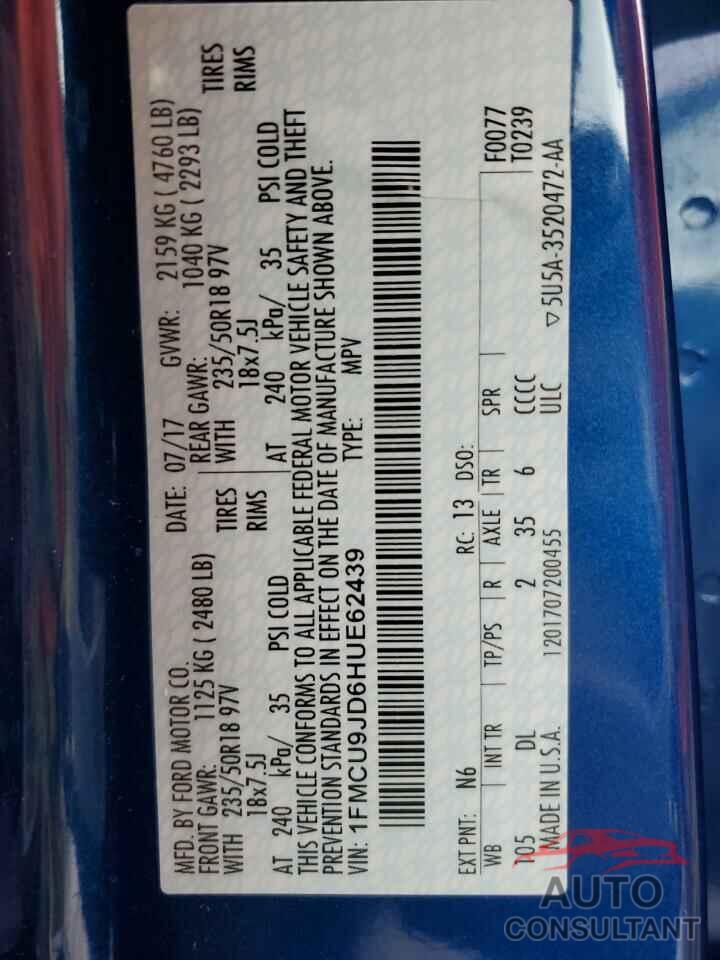 MFD. BY FORD MOTOR CO.
DATE: 07/17 GVWR: 2159 KG ( 4760 LB)
FRONT GAWR: 1125 KG ( 2480 LB) REAR GAWR: 1040 KG ( 2293 LB)
WITH 235/50R18 97V TIRES WITH 235/50R18 97V TIRES
18x7.5J RIMS 18x7.5J RIMS
AT 240 kPa/ 35 PSI COLD AT 240 kPa/ 35 PSI COLD
THIS VEHICLE CONFORMS TO ALL APPLICABLE FEDERAL MOTOR VEHICLE SAFETY AND THEFT
PREVENTION STANDARDS IN EFFECT ON THE DATE OF MANUFACTURE SHOWN ABOVE.
VIN: 1FMCU9JD6HUE62439 TYPE: MPV
EXT PNT: N6 RC: 13 DSO: F0077
T0239
WB INT TR TP/PS R AXLE TR SPR
105 DL 2 35 6 CCCC
MADE IN U.S.A. 1201707200455 ULC ▽5U5A-3520472-AA
AUTO
CONSULTANT